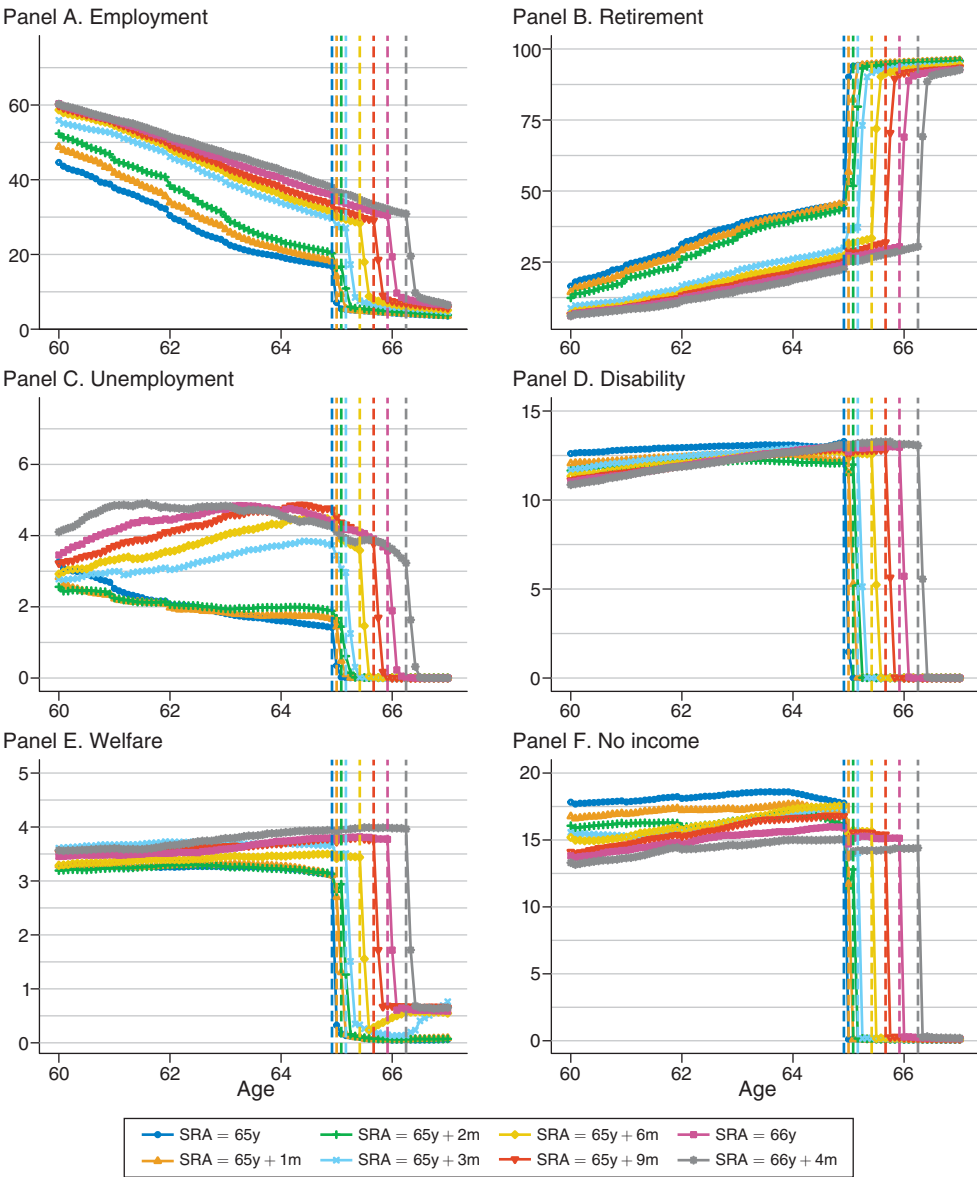 Panel A. Employment
60
40
20
0
60 62 64 66
Panel B. Retirement
100
75
50
25
60 62 64 66
Panel C. Unemployment
6
4
2
0
60 62 64 66
Panel D. Disability
15
10
5
0
60 62 64 66
Panel E. Welfare
5
4
3
2
1
0
60 62 64 66
Age
Panel F. No income
20
15
10
5
0
60 62 64 66
Age
SRA = 65y
SRA = 65y + 2m
SRA = 65y + 6m
SRA = 66y
SRA = 65y + 1m
SRA = 65y + 3m
SRA = 65y + 9m
SRA = 66y + 4m